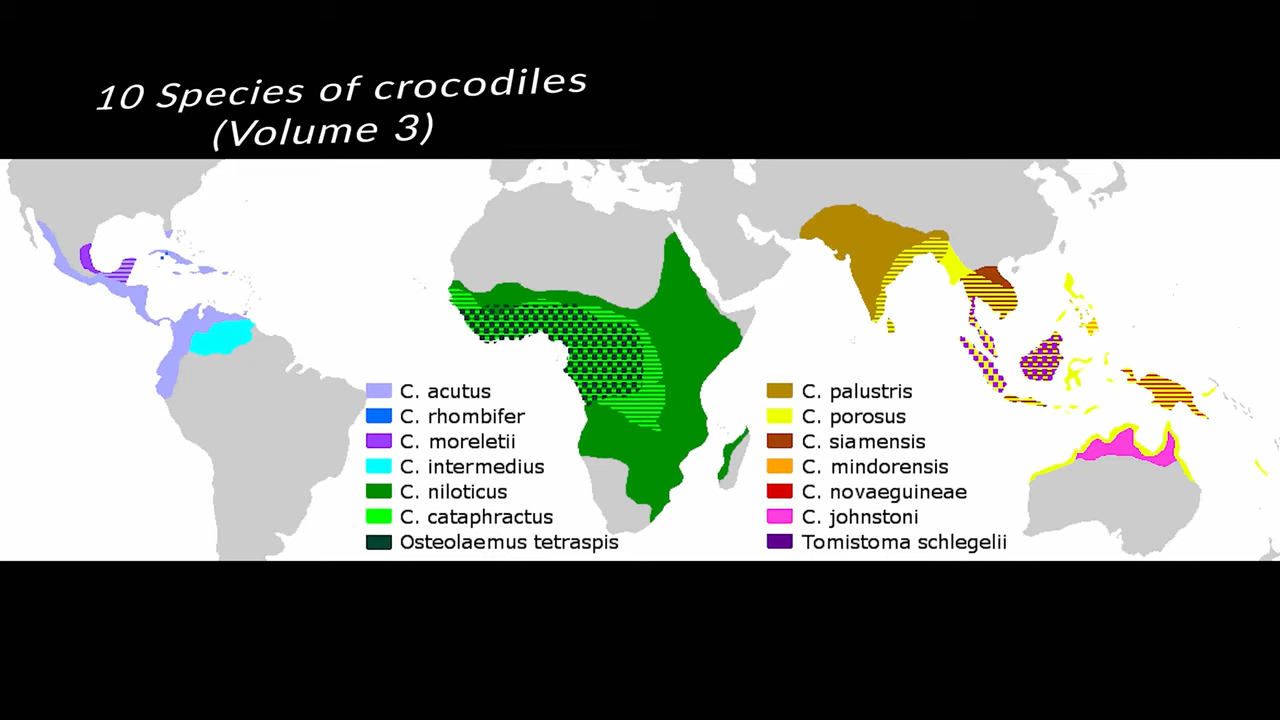 10 Species of crocodiles
(Volume 3)
C. acutus
C. rhombifer
C. moreletii
C. intermedius
C. niloticus
C. cataphractus
Osteolaemus tetraspis
C. palustris
C. porosus
C. siamensis
C. mindorensis
C. novaeguineae
C. johnstoni
Tomistoma schlegelii